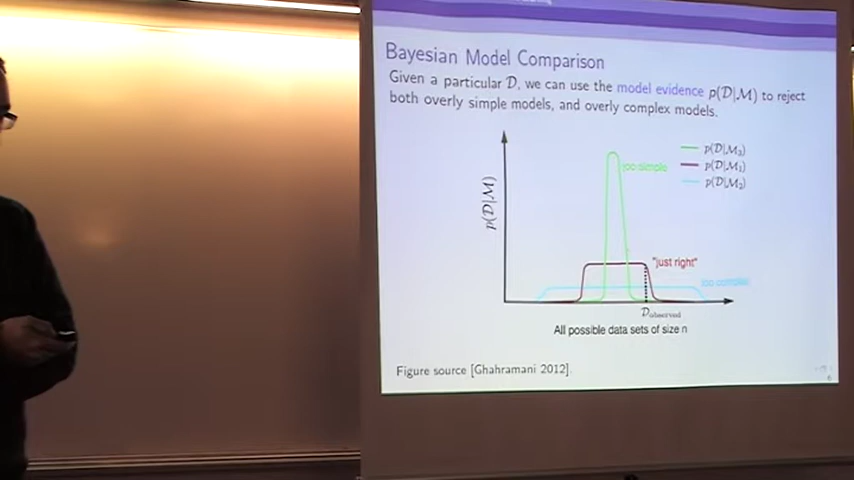 Bayesian Model Comparison
Given a particular 𝒟, we can use the model evidence p(𝒟|ℳ) to reject
both overly simple models, and overly complex models.
p(𝒟|ℳ)
too simple
p(𝒟|ℳ₃)
p(𝒟|ℳ₁)
p(𝒟|ℳ₂)
"just right"
too complex
𝒟observed
All possible data sets of size n
Figure source [Ghahramani 2012].
6